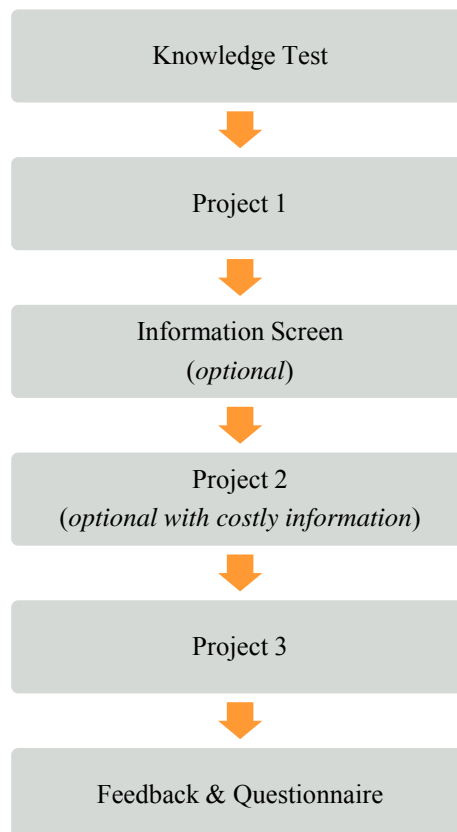 Knowledge Test
Project 1
Information Screen
(optional)
Project 2
(optional with costly information)
Project 3
Feedback & Questionnaire